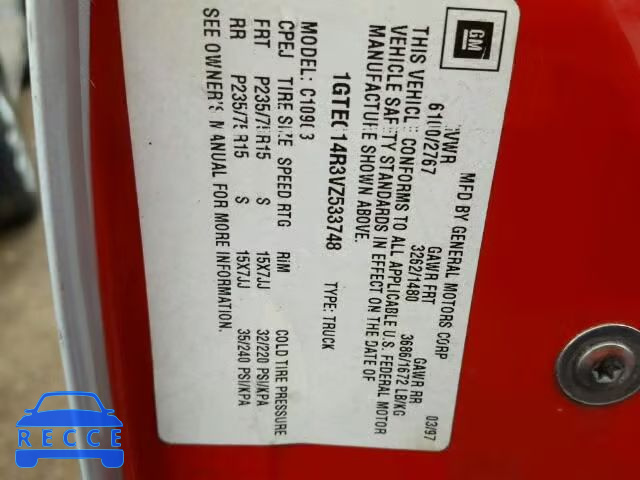 GM
MFD BY GENERAL MOTORS CORP 03/97
GVWR GAWR FRT GAWR RR
6100/2767 3262/1480 3686/1672 LB/KG
THIS VEHICLE CONFORMS TO ALL APPLICABLE U.S. FEDERAL MOTOR
VEHICLE SAFETY STANDARDS IN EFFECT ON THE DATE OF
MANUFACTURE SHOWN ABOVE.
1GTEC14R3VZ533748 TYPE: TRUCK
MODEL: C10903
CPEJ TIRE SIZE SPEED RTG RIM COLD TIRE PRESSURE
FRT P235/75R15 S 15X7JJ 32/220 PSI/KPA
RR P235/75R15 S 15X7JJ 35/240 PSI/KPA
SEE OWNER'S MANUAL FOR MORE INFORMATION.
RECCE